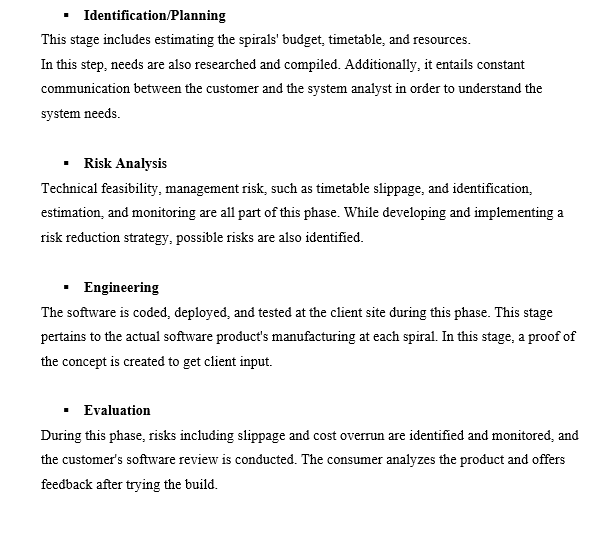 ▪ Identification/Planning
This stage includes estimating the spirals' budget, timetable, and resources.
In this step, needs are also researched and compiled. Additionally, it entails constant
communication between the customer and the system analyst in order to understand the
system needs.
▪ Risk Analysis
Technical feasibility, management risk, such as timetable slippage, and identification,
estimation, and monitoring are all part of this phase. While developing and implementing a
risk reduction strategy, possible risks are also identified.
▪ Engineering
The software is coded, deployed, and tested at the client site during this phase. This stage
pertains to the actual software product's manufacturing at each spiral. In this stage, a proof of
the concept is created to get client input.
▪ Evaluation
During this phase, risks including slippage and cost overrun are identified and monitored, and
the customer's software review is conducted. The consumer analyzes the product and offers
feedback after trying the build.